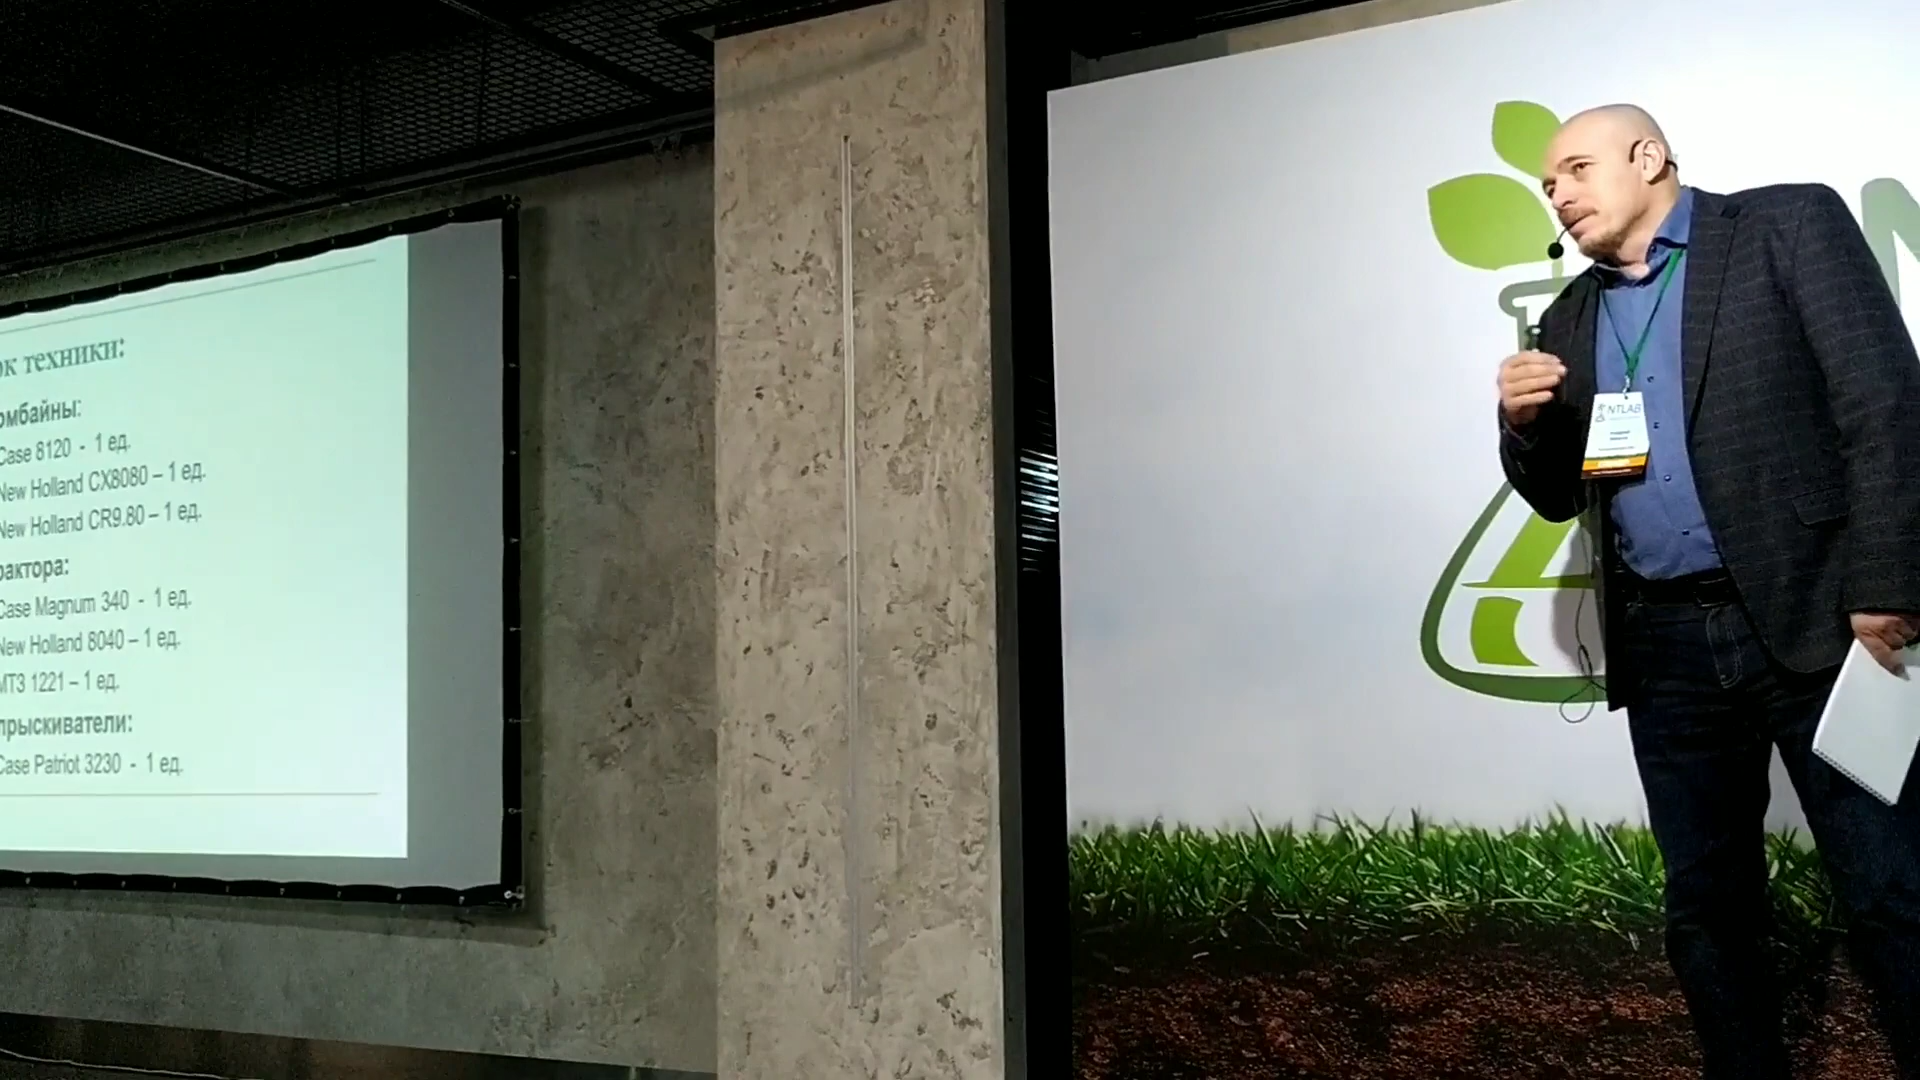 ок техники:
омбайны:
Case 8120 - 1 ед.
New Holland CX8080 – 1 ед.
New Holland CR9.80 – 1 ед.
рактора:
Case Magnum 340 - 1 ед.
New Holland 8040 – 1 ед.
МТЗ 1221 – 1 ед.
прыскиватели:
Case Patriot 3230 - 1 ед.
NTLAB
N